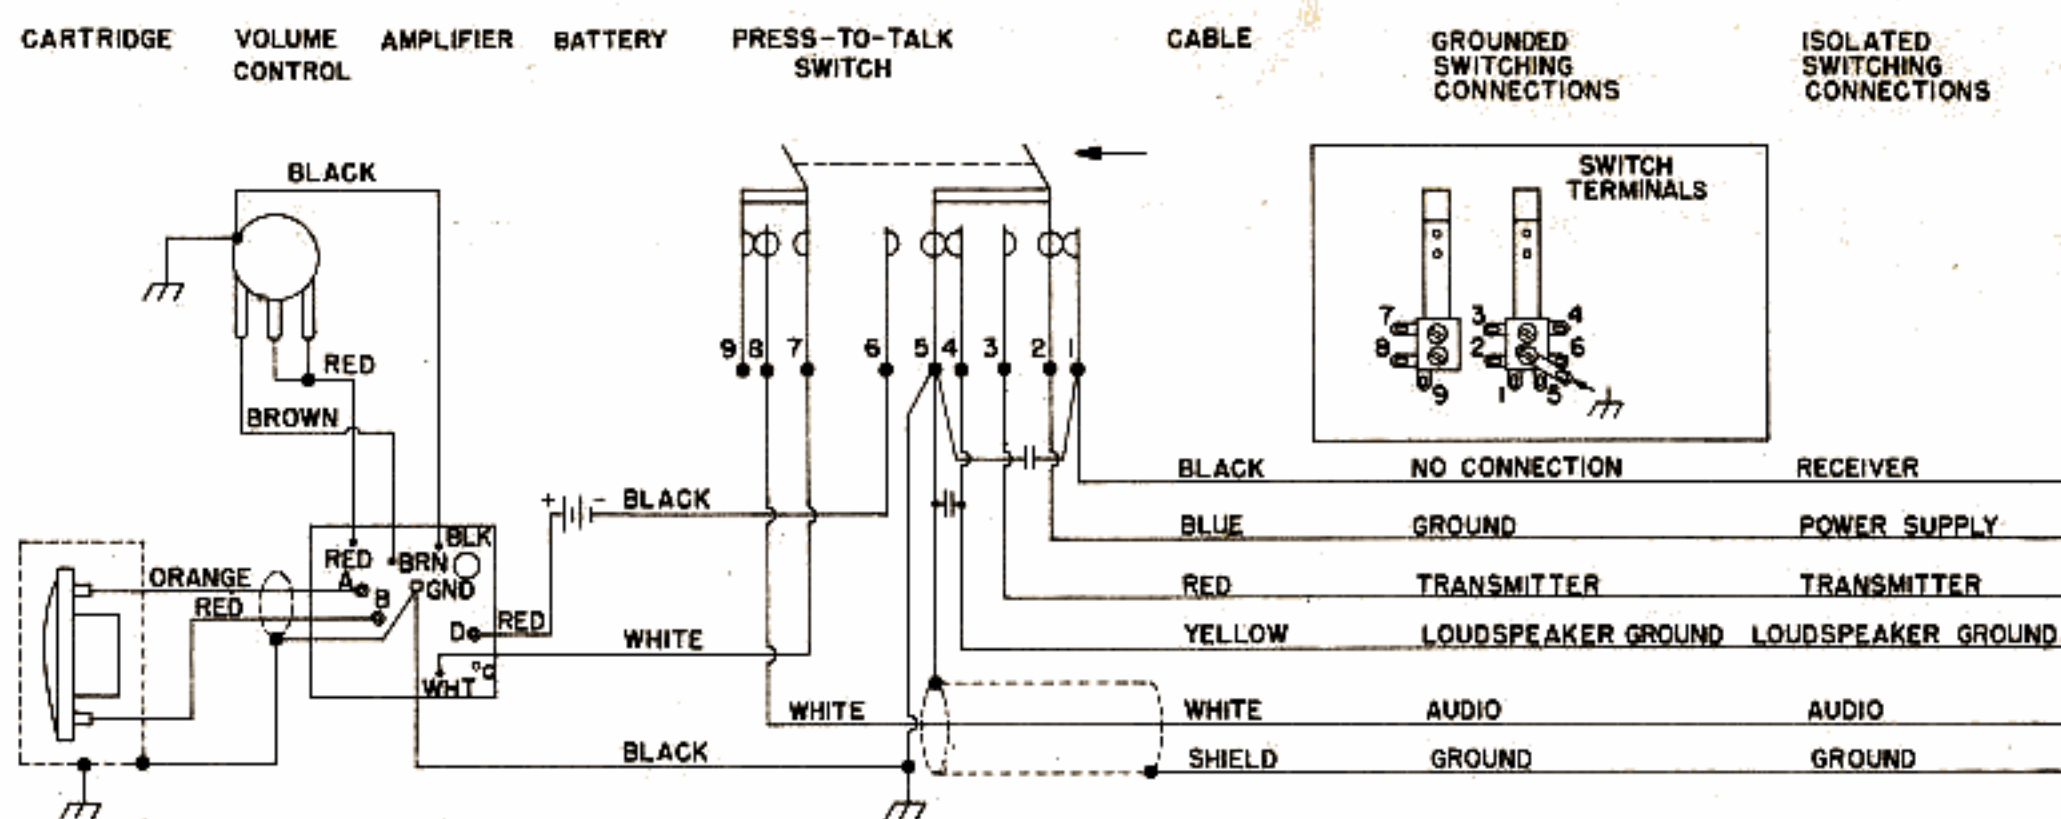 CARTRIDGE
VOLUME CONTROL
AMPLIFIER
BATTERY
PRESS-TO-TALK SWITCH
CABLE
GROUNDED SWITCHING CONNECTIONS
ISOLATED SWITCHING CONNECTIONS
BLACK
SWITCH TERMINALS
7 3 4
8 2 6
9 1 5
9 8 7 6 5 4 3 2 1
RED
BROWN
BLACK NO CONNECTION RECEIVER
+ - BLACK
BLUE GROUND POWER SUPPLY
BLK
RED BRN
ORANGE A
PGND
RED B
RED TRANSMITTER TRANSMITTER
D RED
WHITE
YELLOW LOUDSPEAKER GROUND LOUDSPEAKER GROUND
WHT C
WHITE WHITE AUDIO AUDIO
BLACK SHIELD GROUND GROUND